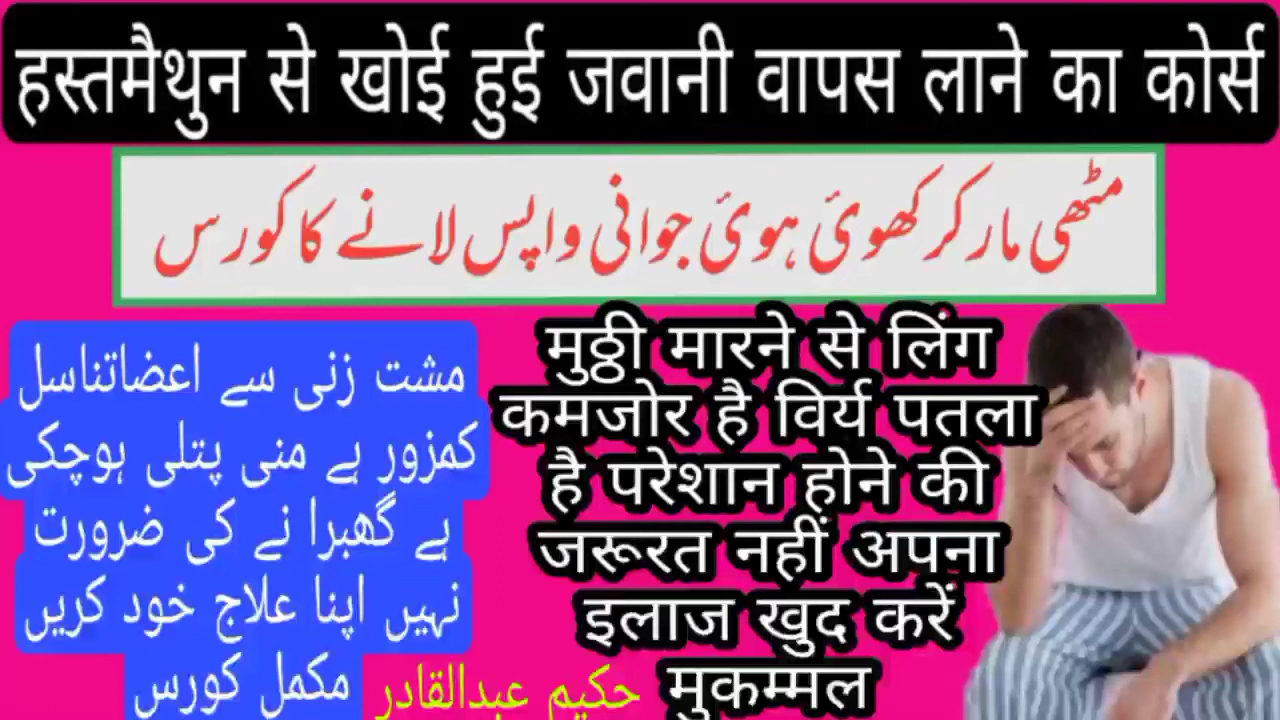 हस्तमैथुन से खोई हुई जवानी वापस लाने का कोर्स
مٹھی مار کر کھوئ ہوئ جوانی واپس لانے کا کورس
مشت زنی سے اعضاتناسل
کمزور ہے منی پتلی ہوچکی
ہے گھبرا نے کی ضرورت
نہیں اپنا علاج خود کریں
مکمل کورس
मुठ्ठी मारने से लिंग
कमजोर है विर्य पतला
है परेशान होने की
जरूरत नहीं अपना
इलाज खुद करें
मुकम्मल
حکیم عبدالقادر